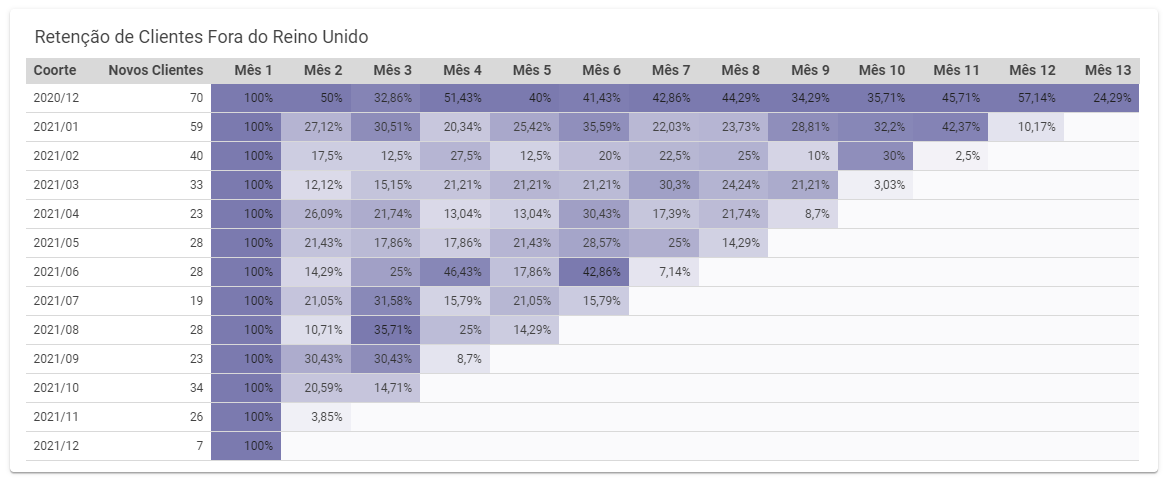 Retenção de Clientes Fora do Reino Unido
Coorte Novos Clientes Mês 1 Mês 2 Mês 3 Mês 4 Mês 5 Mês 6 Mês 7 Mês 8 Mês 9 Mês 10 Mês 11 Mês 12 Mês 13
2020/12 70 100% 50% 32,86% 51,43% 40% 41,43% 42,86% 44,29% 34,29% 35,71% 45,71% 57,14% 24,29%
2021/01 59 100% 27,12% 30,51% 20,34% 25,42% 35,59% 22,03% 23,73% 28,81% 32,2% 42,37% 10,17%
2021/02 40 100% 17,5% 12,5% 27,5% 12,5% 20% 22,5% 25% 10% 30% 2,5%
2021/03 33 100% 12,12% 15,15% 21,21% 21,21% 21,21% 30,3% 24,24% 21,21% 3,03%
2021/04 23 100% 26,09% 21,74% 13,04% 13,04% 30,43% 17,39% 21,74% 8,7%
2021/05 28 100% 21,43% 17,86% 17,86% 21,43% 28,57% 25% 14,29%
2021/06 28 100% 14,29% 25% 46,43% 17,86% 42,86% 7,14%
2021/07 19 100% 21,05% 31,58% 15,79% 21,05% 15,79%
2021/08 28 100% 10,71% 35,71% 25% 14,29%
2021/09 23 100% 30,43% 30,43% 8,7%
2021/10 34 100% 20,59% 14,71%
2021/11 26 100% 3,85%
2021/12 7 100%